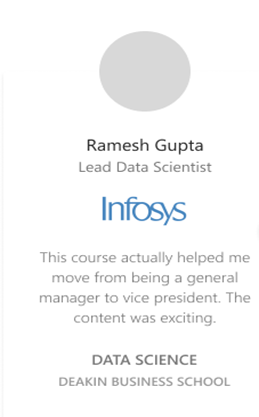 Ramesh Gupta
Lead Data Scientist
Infosys
This course actually helped me
move from being a general
manager to vice president. The
content was exciting.
DATA SCIENCE
DEAKIN BUSINESS SCHOOL